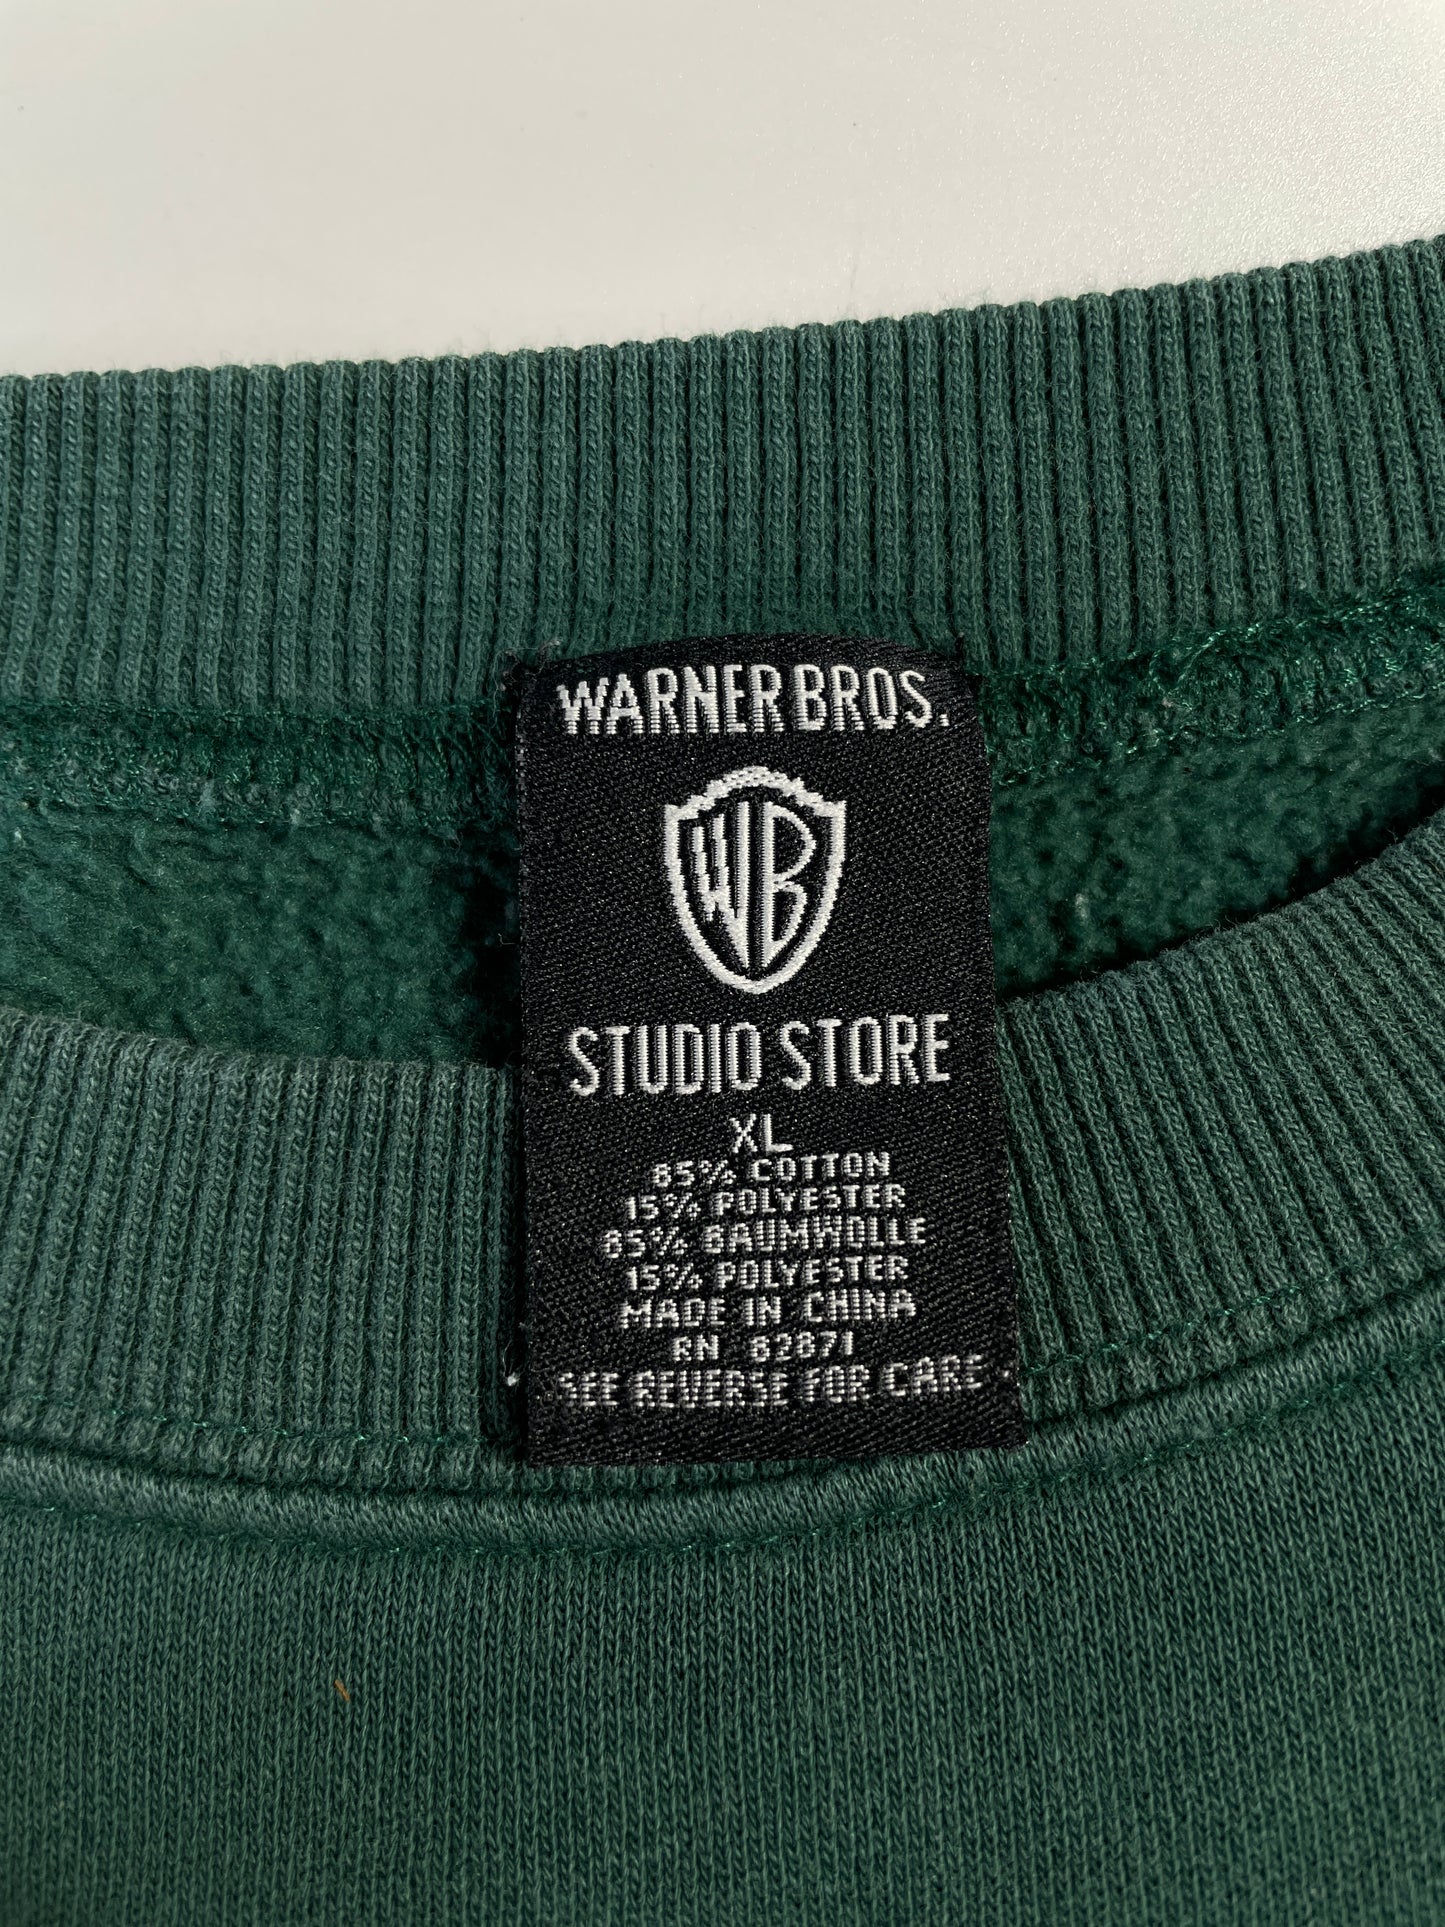 WARNER BROS.
WB
STUDIO STORE
XL
85% COTTON
15% POLYESTER
85% BAUMWOLLE
15% POLYESTER
MADE IN CHINA
RN 82871
SEE REVERSE FOR CARE